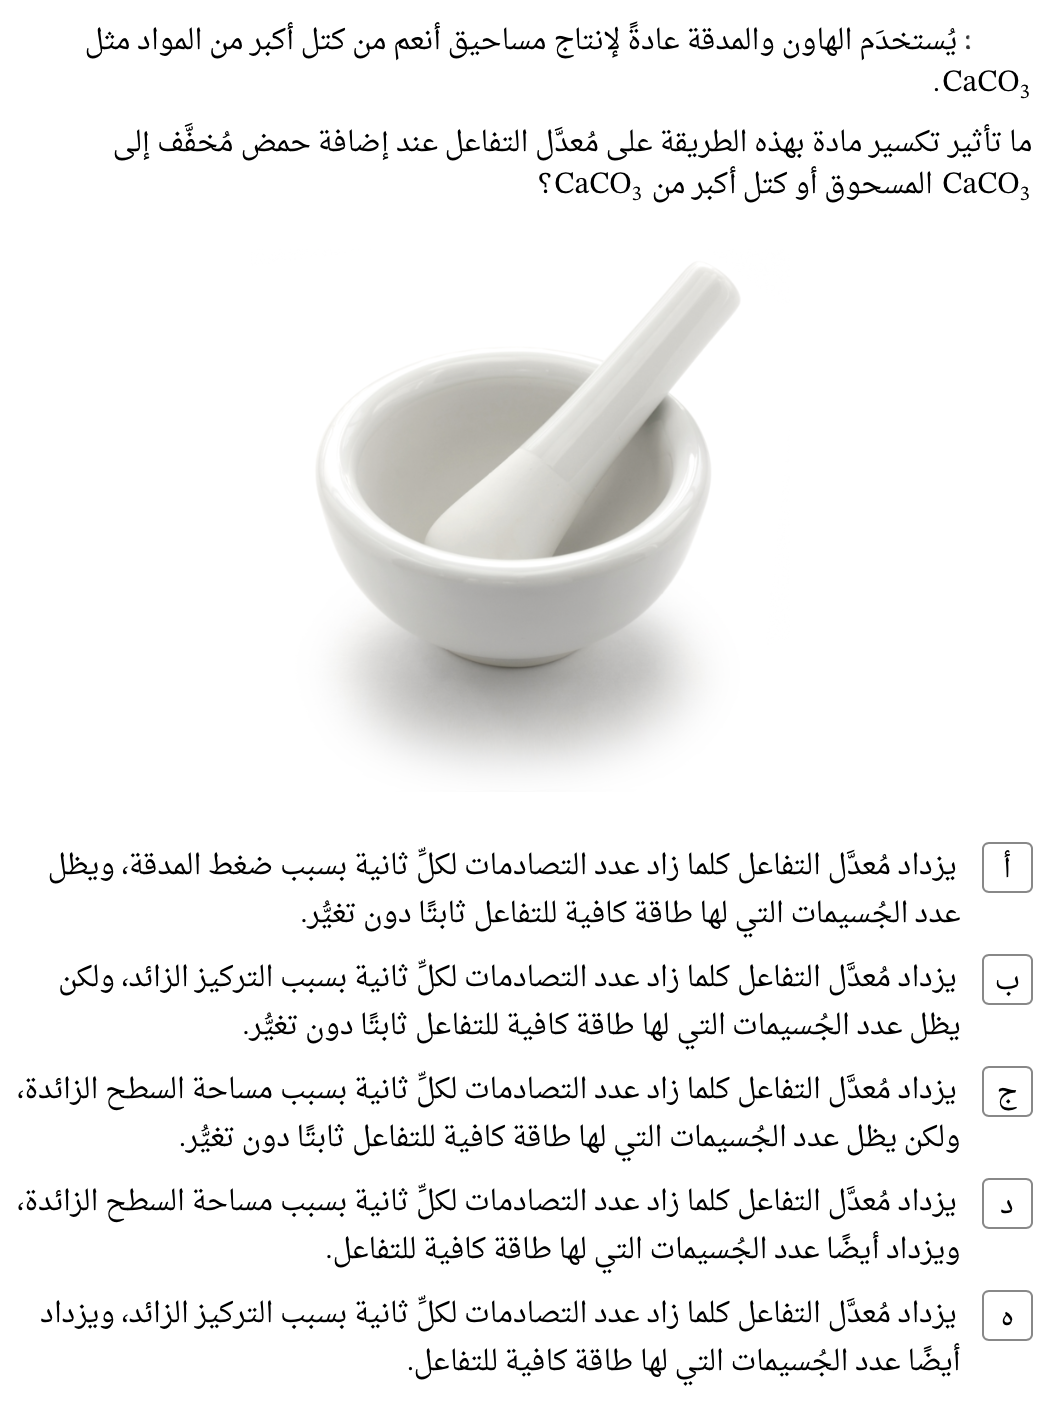 : يُستخدَم الهاون والمدقة عادةً لإنتاج مساحيق أنعم من كتل أكبر من المواد مثل
CaCO₃.
ما تأثير تكسير مادة بهذه الطريقة على مُعدَّل التفاعل عند إضافة حمض مُخفَّف إلى
CaCO₃ المسحوق أو كتل أكبر من CaCO₃؟
أ يزداد مُعدَّل التفاعل كلما زاد عدد التصادمات لكلِّ ثانية بسبب ضغط المدقة، ويظل
عدد الجُسيمات التي لها طاقة كافية للتفاعل ثابتًا دون تغيُّر.
ب يزداد مُعدَّل التفاعل كلما زاد عدد التصادمات لكلِّ ثانية بسبب التركيز الزائد، ولكن
يظل عدد الجُسيمات التي لها طاقة كافية للتفاعل ثابتًا دون تغيُّر.
ج يزداد مُعدَّل التفاعل كلما زاد عدد التصادمات لكلِّ ثانية بسبب مساحة السطح الزائدة،
ولكن يظل عدد الجُسيمات التي لها طاقة كافية للتفاعل ثابتًا دون تغيُّر.
د يزداد مُعدَّل التفاعل كلما زاد عدد التصادمات لكلِّ ثانية بسبب مساحة السطح الزائدة،
ويزداد أيضًا عدد الجُسيمات التي لها طاقة كافية للتفاعل.
ه يزداد مُعدَّل التفاعل كلما زاد عدد التصادمات لكلِّ ثانية بسبب التركيز الزائد، ويزداد
أيضًا عدد الجُسيمات التي لها طاقة كافية للتفاعل.